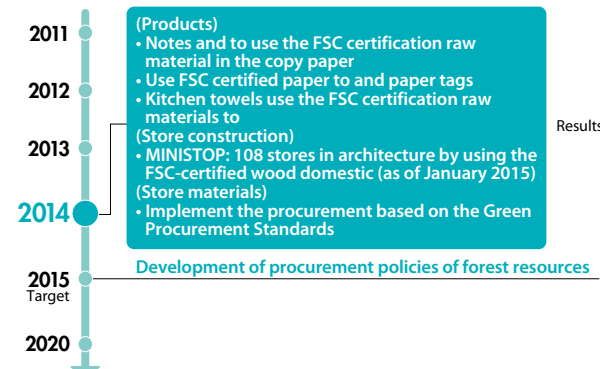 2011
2012
2013
2014
2015
Target
2020
(Products)
• Notes and to use the FSC certification raw
material in the copy paper
• Use FSC certified paper to and paper tags
• Kitchen towels use the FSC certification raw
materials to
(Store construction)
• MINISTOP: 108 stores in architecture by using the
FSC-certified wood domestic (as of January 2015)
(Store materials)
• Implement the procurement based on the Green
Procurement Standards
Results
Development of procurement policies of forest resources